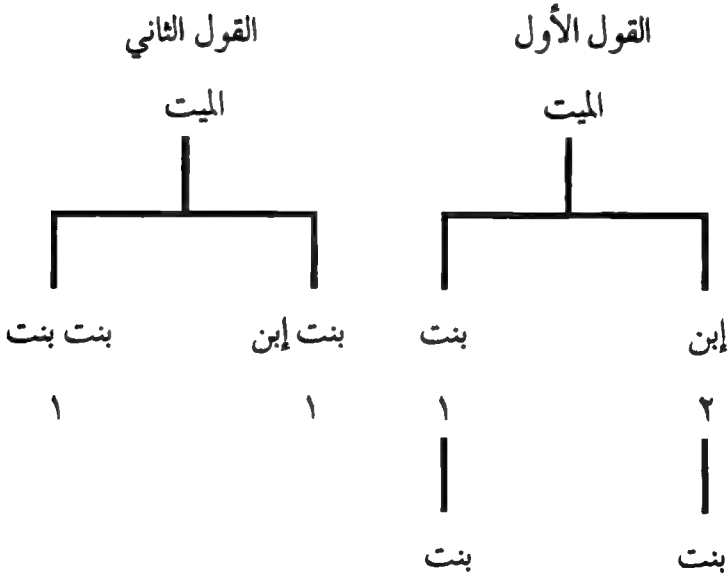 القول الأول
القول الثاني
الميت
الميت
إبن
بنت
بنت إبن
بنت بنت
٢
١
١
١
بنت
بنت